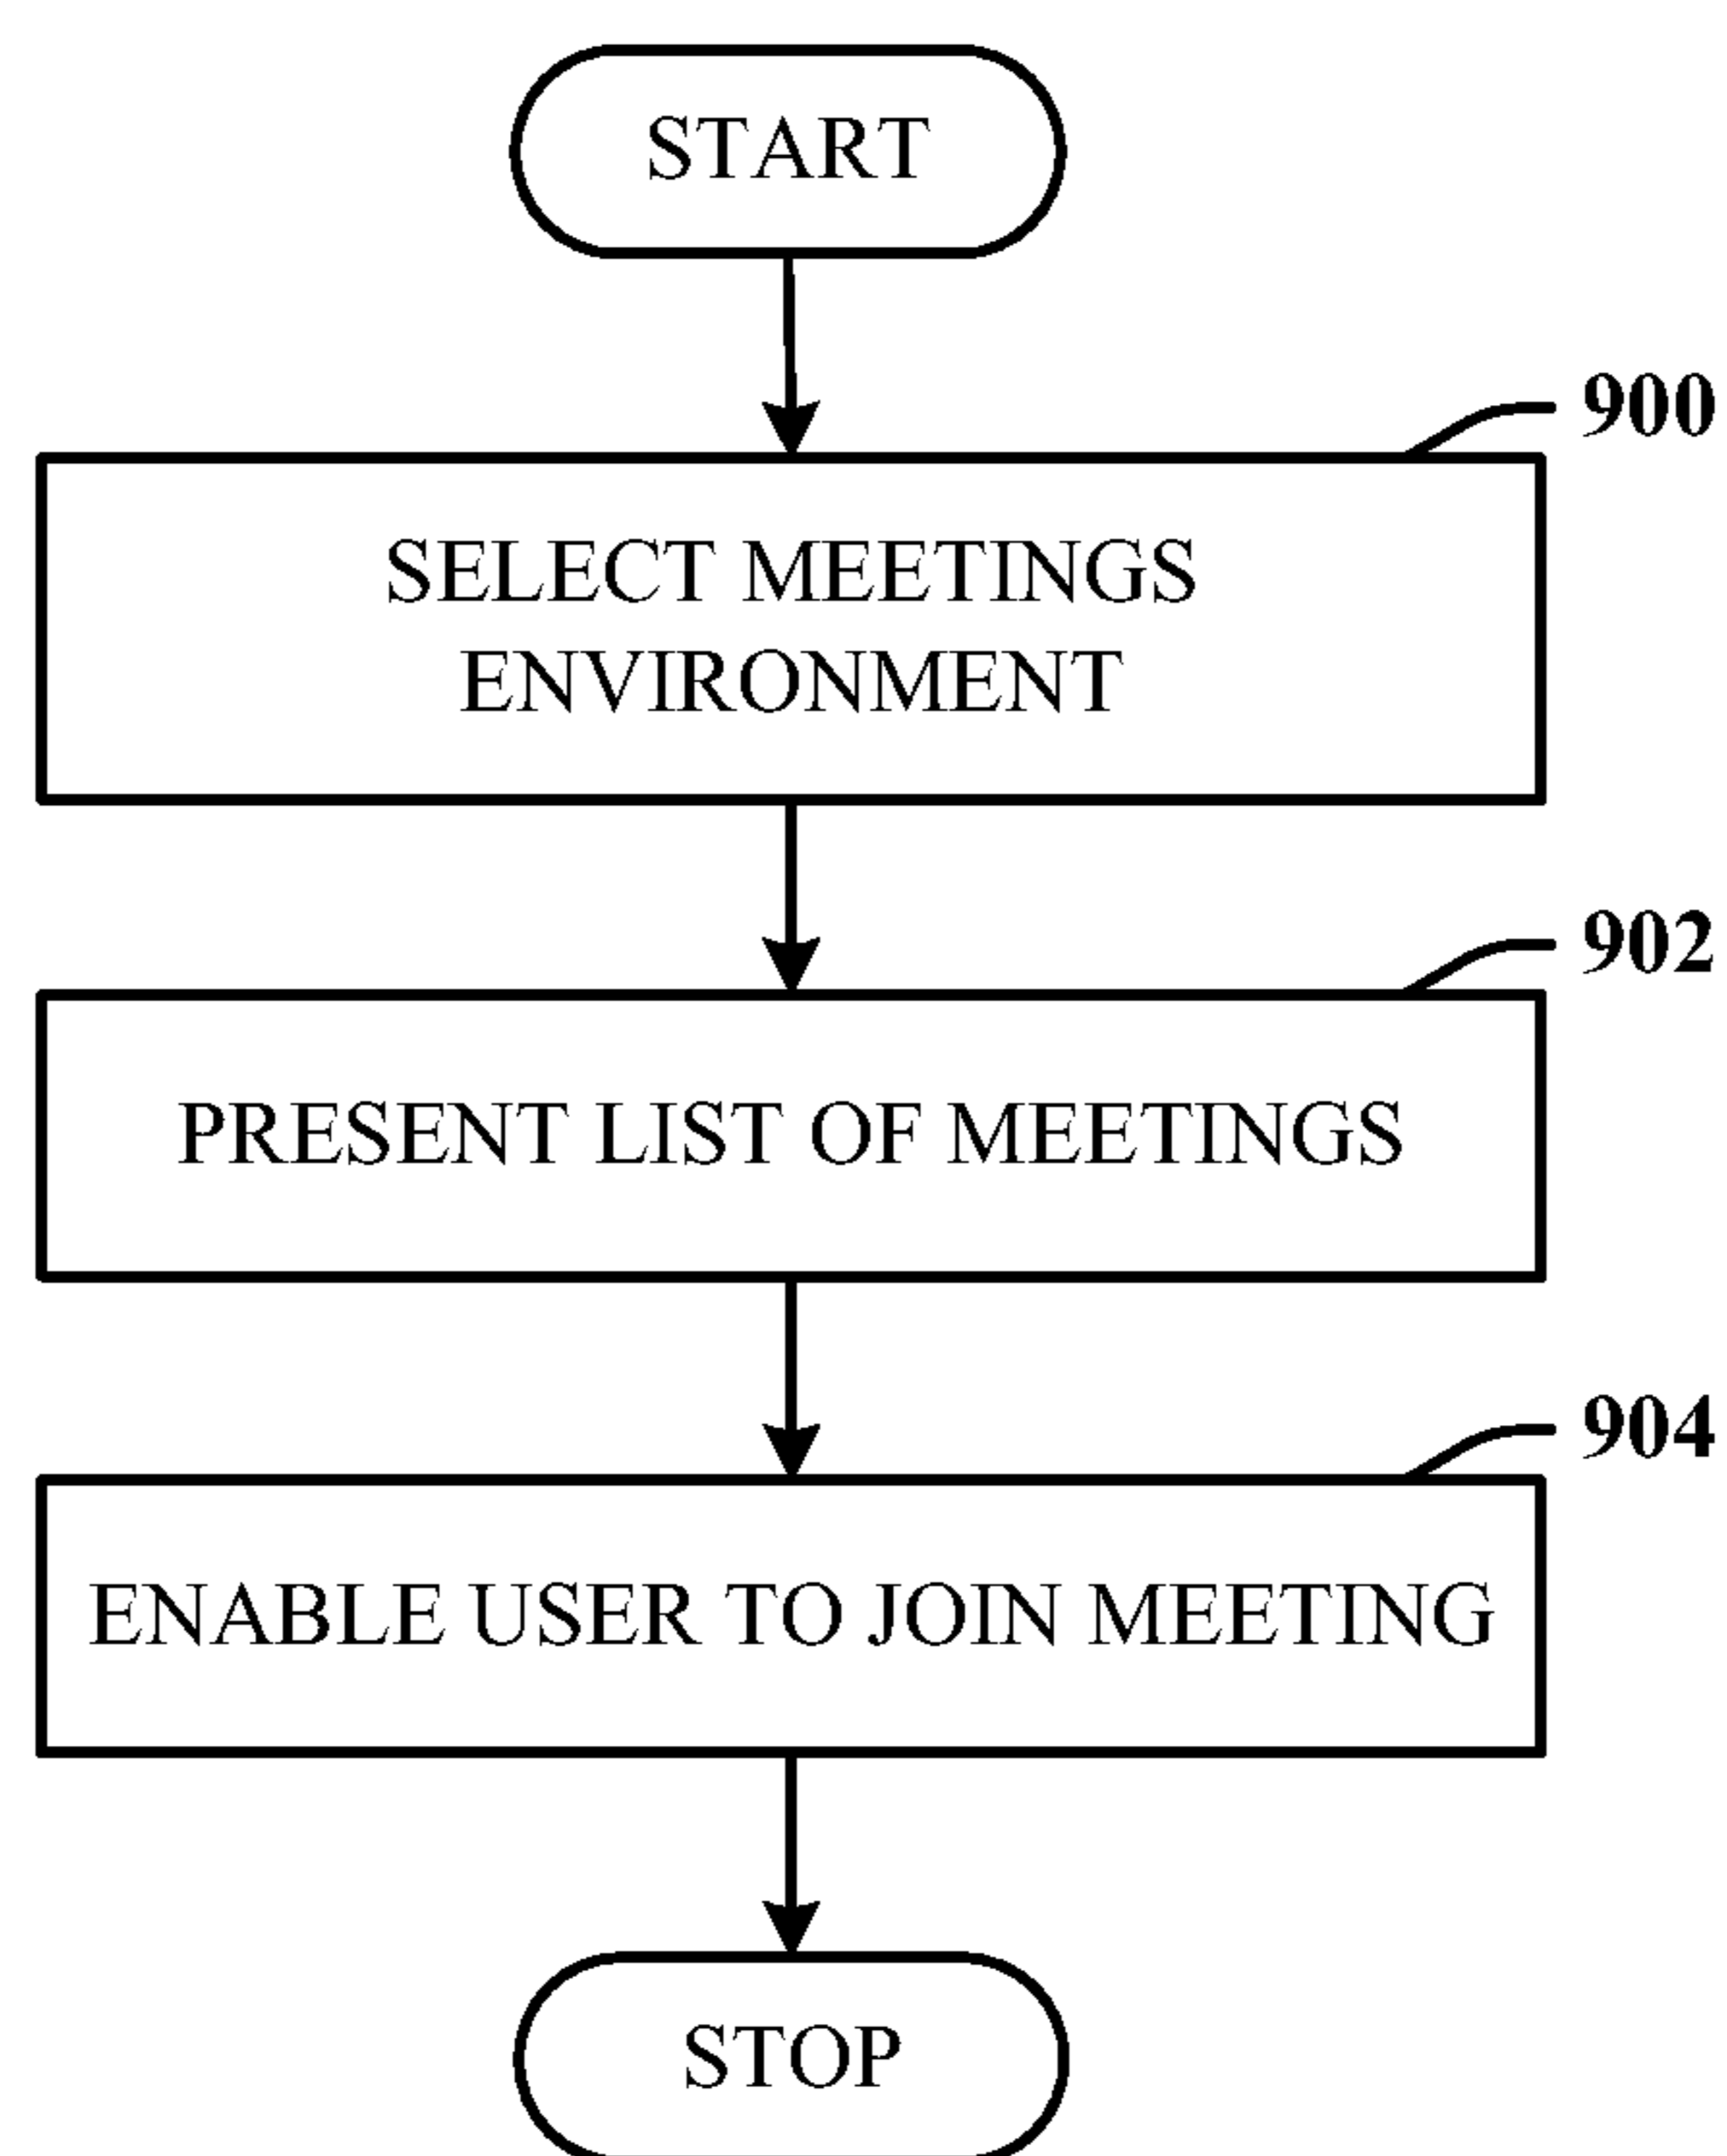 START
900
SELECT MEETINGS
ENVIRONMENT
902
PRESENT LIST OF MEETINGS
904
ENABLE USER TO JOIN MEETING
STOP